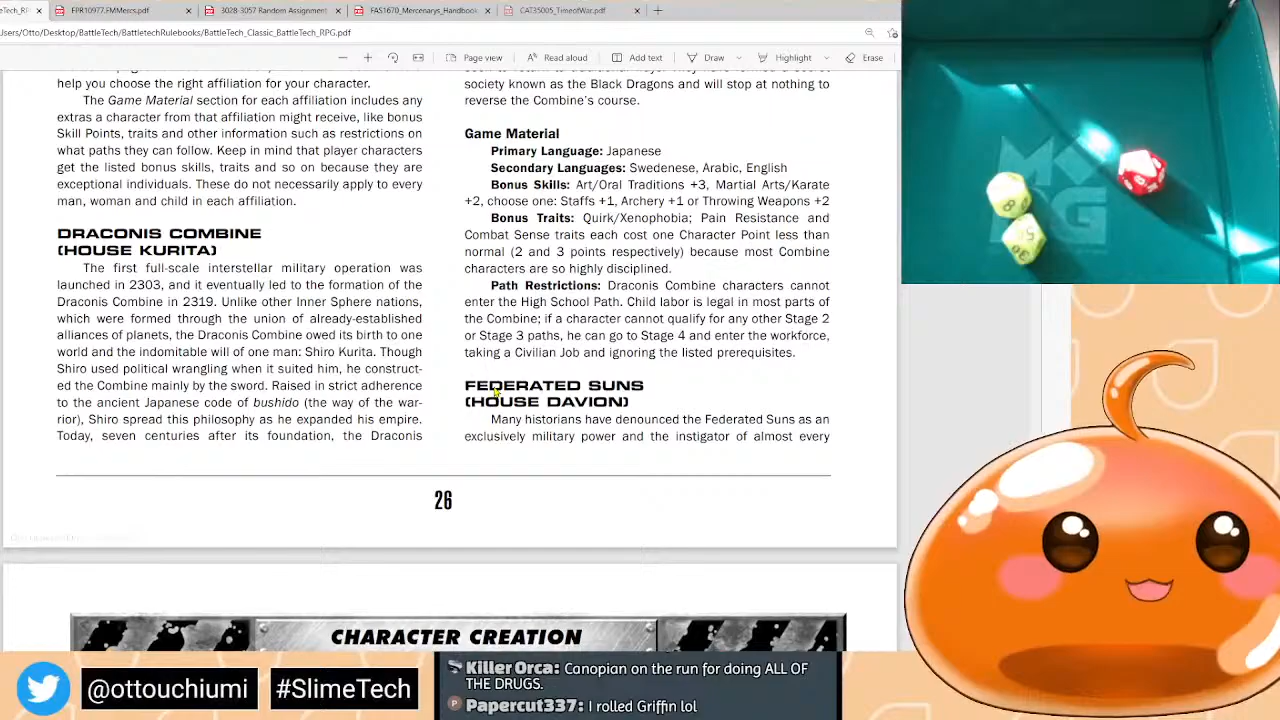 FPR10977.FMMercs.pdf
3028-3057 Random Assignment
FAS1670_Mercenarys_Handbook
CAT35005_TimeofWar.pdf
sers/Otto/Desktop/BattleTech/BattletechRulebooks/BattleTech_Classic_BattleTech_RPG.pdf
Page view
Read aloud
Add text
Draw
Highlight
Erase
help you choose the right affiliation for your character.
The Game Material section for each affiliation includes any
extras a character from that affiliation might receive, like bonus
Skill Points, traits and other information such as restrictions on
what paths they can follow. Keep in mind that player characters
get the listed bonus skills, traits and so on because they are
exceptional individuals. These do not necessarily apply to every
man, woman and child in each affiliation.
DRACONIS COMBINE
(HOUSE KURITA)
The first full-scale interstellar military operation was
launched in 2303, and it eventually led to the formation of the
Draconis Combine in 2319. Unlike other Inner Sphere nations,
which were formed through the union of already-established
alliances of planets, the Draconis Combine owed its birth to one
world and the indomitable will of one man: Shiro Kurita. Though
Shiro used political wrangling when it suited him, he construct-
ed the Combine mainly by the sword. Raised in strict adherence
to the ancient Japanese code of bushido (the way of the war-
rior), Shiro spread this philosophy as he expanded his empire.
Today, seven centuries after its foundation, the Draconis
society known as the Black Dragons and will stop at nothing to
reverse the Combine's course.
Game Material
Primary Language: Japanese
Secondary Languages: Swedenese, Arabic, English
Bonus Skills: Art/Oral Traditions +3, Martial Arts/Karate
+2, choose one: Staffs +1, Archery +1 or Throwing Weapons +2
Bonus Traits: Quirk/Xenophobia; Pain Resistance and
Combat Sense traits each cost one Character Point less than
normal (2 and 3 points respectively) because most Combine
characters are so highly disciplined.
Path Restrictions: Draconis Combine characters cannot
enter the High School Path. Child labor is legal in most parts of
the Combine; if a character cannot qualify for any other Stage 2
or Stage 3 paths, he can go to Stage 4 and enter the workforce,
taking a Civilian Job and ignoring the listed prerequisites.
FEDERATED SUNS
(HOUSE DAVION)
Many historians have denounced the Federated Suns as an
exclusively military power and the instigator of almost every
26
CHARACTER CREATION
@ottouchiumi
#SlimeTech
KillerOrca: Canopian on the run for doing ALL OF
THE DRUGS.
Papercut337: I rolled Griffin lol
8